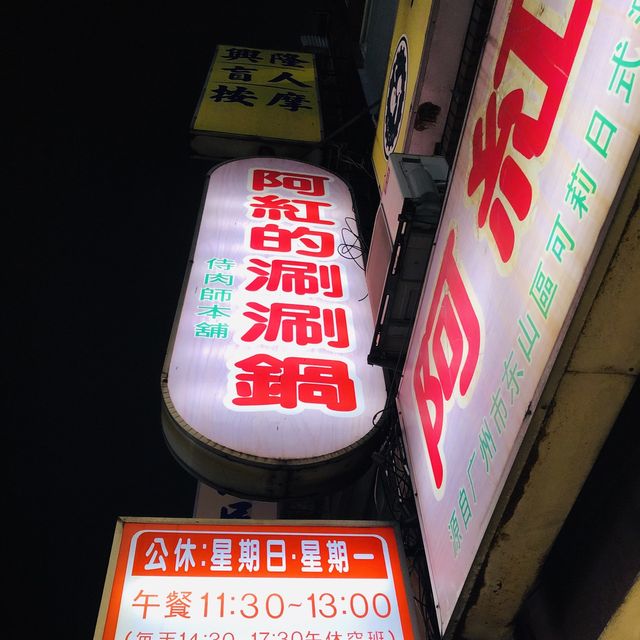 興隆
盲人
按摩
阿紅的涮涮鍋
侍肉師本舖
阿紅
源自广州市东山區可莉日式
公休:星期日·星期一
午餐11:30~13:00